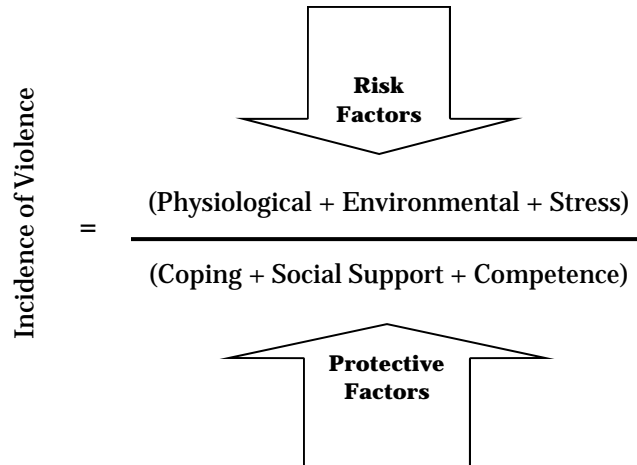 Incidence of Violence
=
Risk
Factors
(Physiological + Environmental + Stress)
(Coping + Social Support + Competence)
Protective
Factors